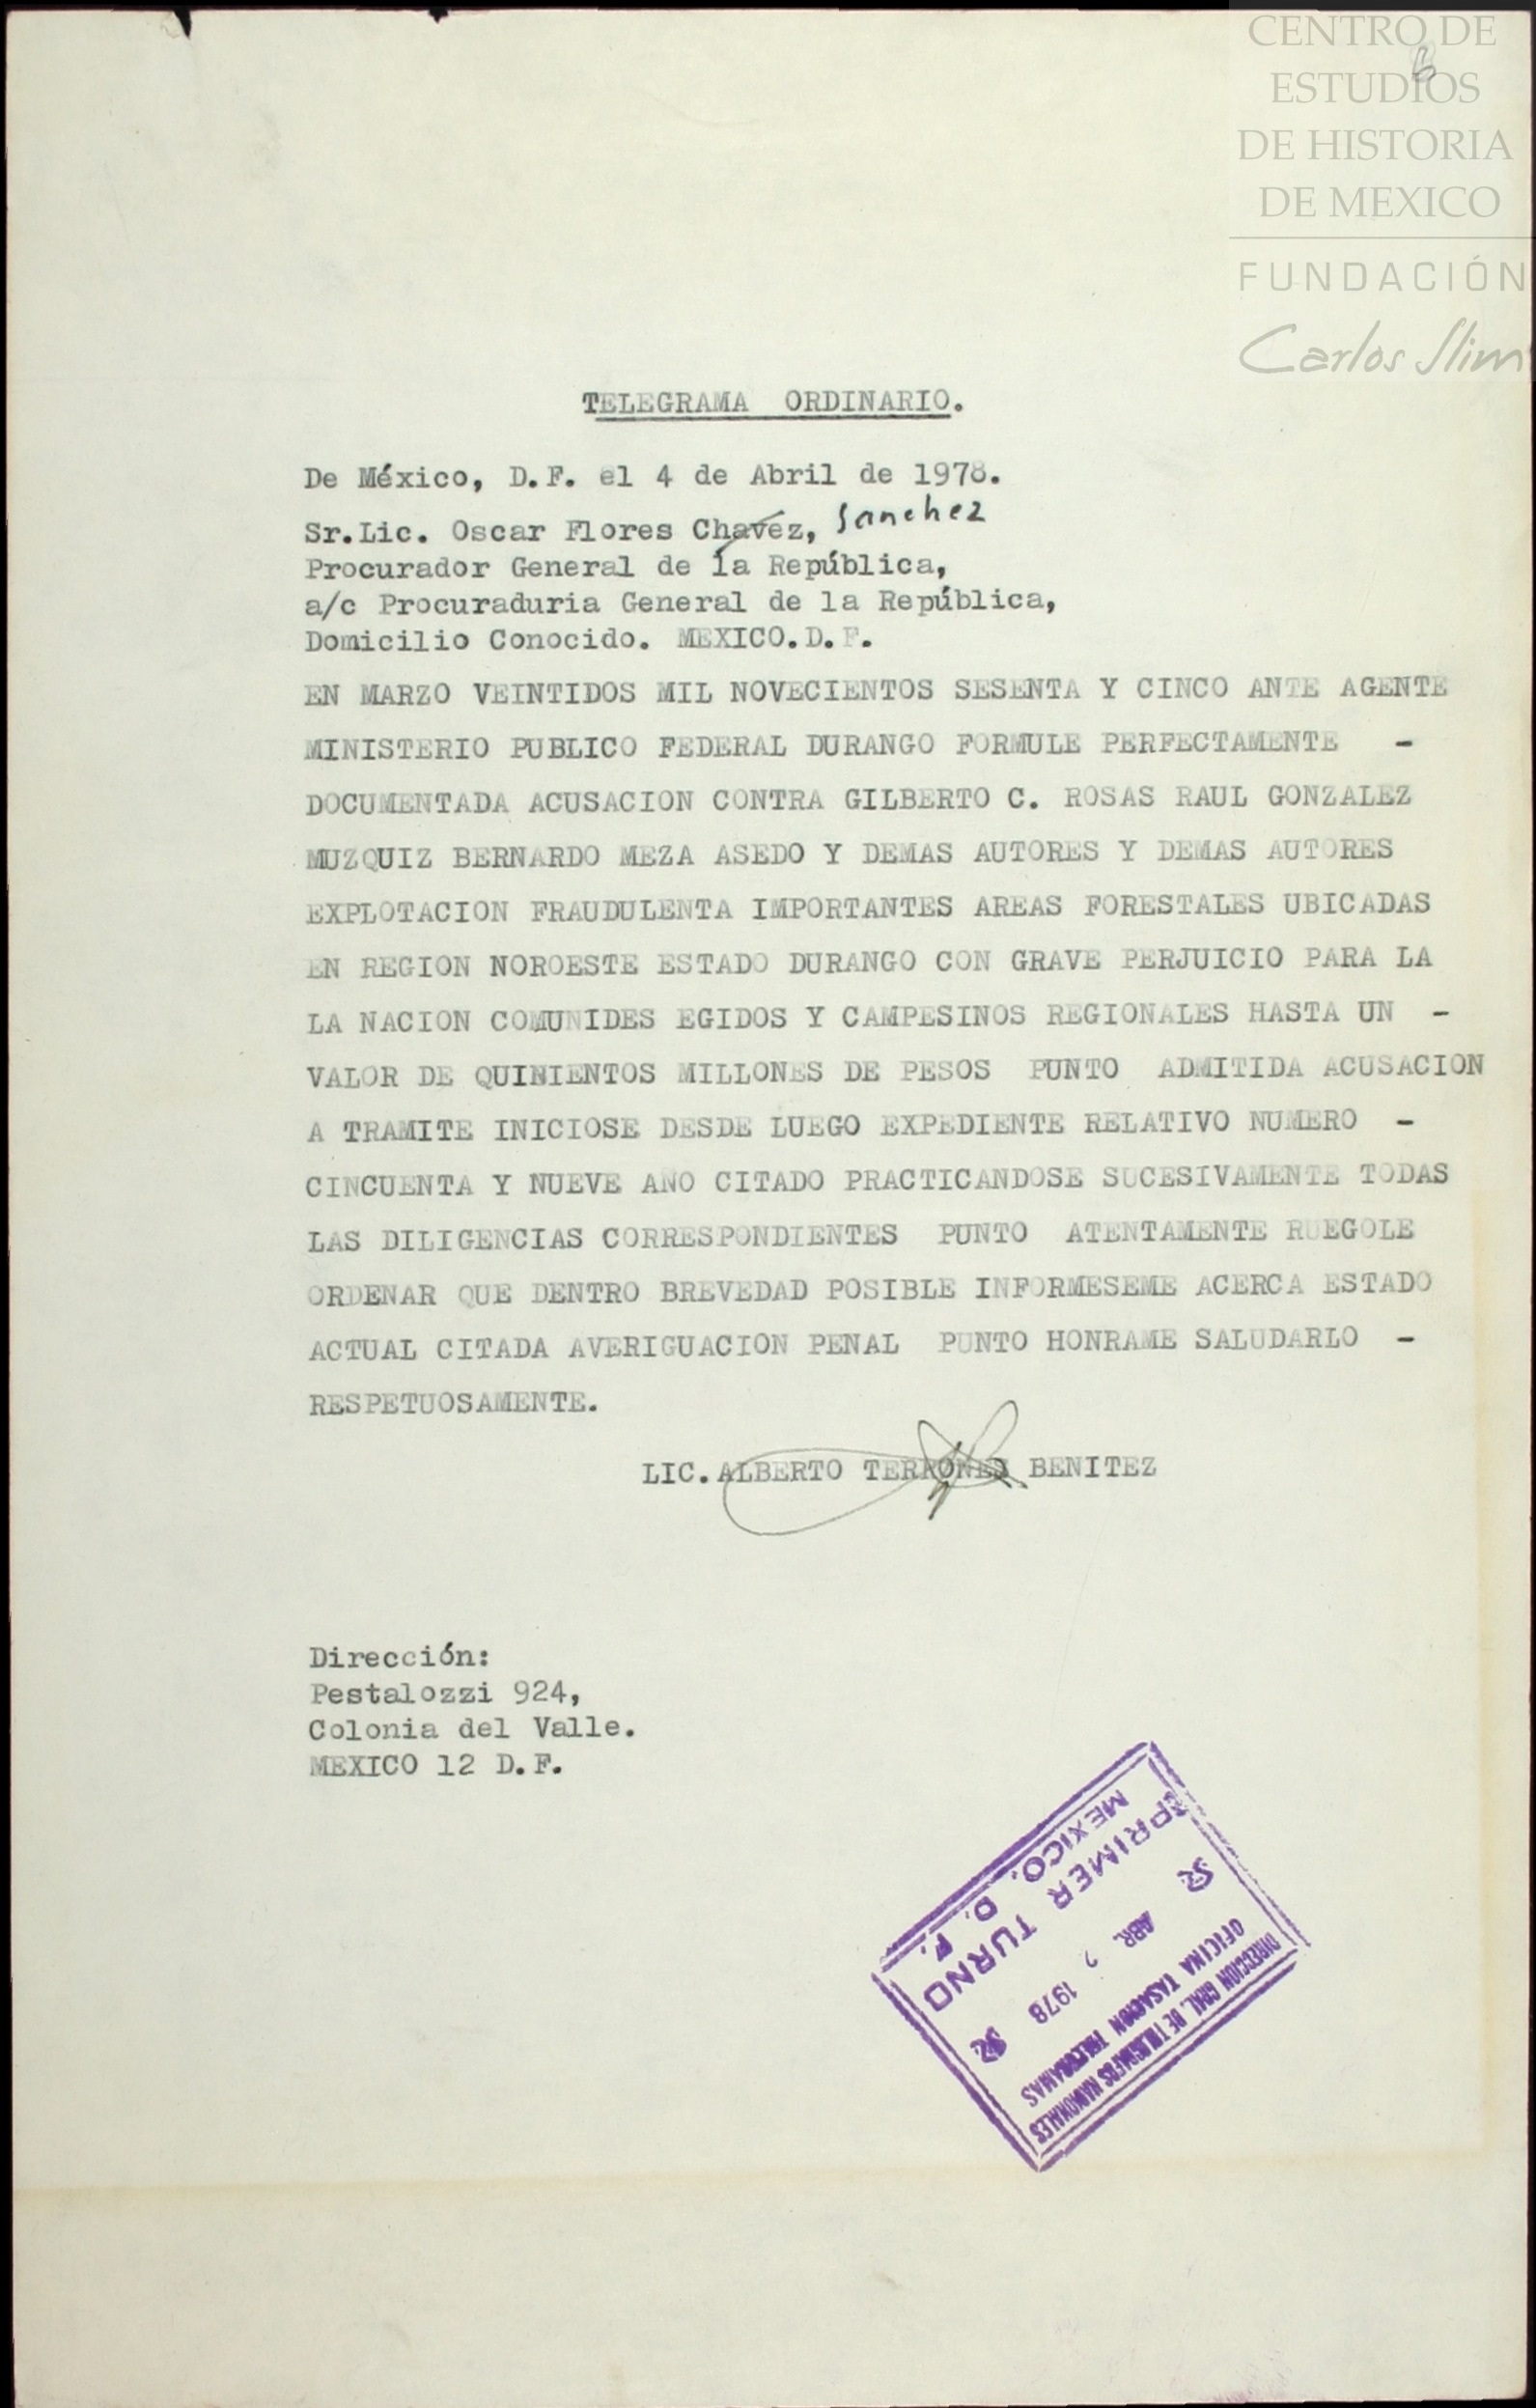 CENTRO DE
ESTUDIOS
DE HISTORIA
DE MEXICO
FUNDACIÓN
Carlos Slim
6
TELEGRAMA ORDINARIO.
De México, D.F. el 4 de Abril de 1978.
Sr.Lic. Oscar Flores Chavez, Sanchez
Procurador General de la República,
a/c Procuraduria General de la República,
Domicilio Conocido. MEXICO.D.F.
EN MARZO VEINTIDOS MIL NOVECIENTOS SESENTA Y CINCO ANTE AGENTE
MINISTERIO PUBLICO FEDERAL DURANGO FORMULE PERFECTAMENTE -
DOCUMENTADA ACUSACION CONTRA GILBERTO C. ROSAS RAUL GONZALEZ
MUZQUIZ BERNARDO MEZA ASEDO Y DEMAS AUTORES Y DEMAS AUTORES
EXPLOTACION FRAUDULENTA IMPORTANTES AREAS FORESTALES UBICADAS
EN REGION NOROESTE ESTADO DURANGO CON GRAVE PERJUICIO PARA LA
LA NACION COMUNIDES EGIDOS Y CAMPESINOS REGIONALES HASTA UN -
VALOR DE QUINIENTOS MILLONES DE PESOS PUNTO ADMITIDA ACUSACION
A TRAMITE INICIOSE DESDE LUEGO EXPEDIENTE RELATIVO NUMERO -
CINCUENTA Y NUEVE AÑO CITADO PRACTICANDOSE SUCESIVAMENTE TODAS
LAS DILIGENCIAS CORRESPONDIENTES PUNTO ATENTAMENTE RUEGOLE
ORDENAR QUE DENTRO BREVEDAD POSIBLE INFORMESEME ACERCA ESTADO
ACTUAL CITADA AVERIGUACION PENAL PUNTO HONRAME SALUDARLO -
RESPETUOSAMENTE.
LIC.ALBERTO TERRONES BENITEZ
Dirección:
Pestalozzi 924,
Colonia del Valle.
MEXICO 12 D.F.
DIRECCION GRAL. DE TELEGRAFOS NACIONALES
OFICINA TASACION TELEGRAMAS
ABR. 1978
PRIMER TURNO
MEXICO, D. F.